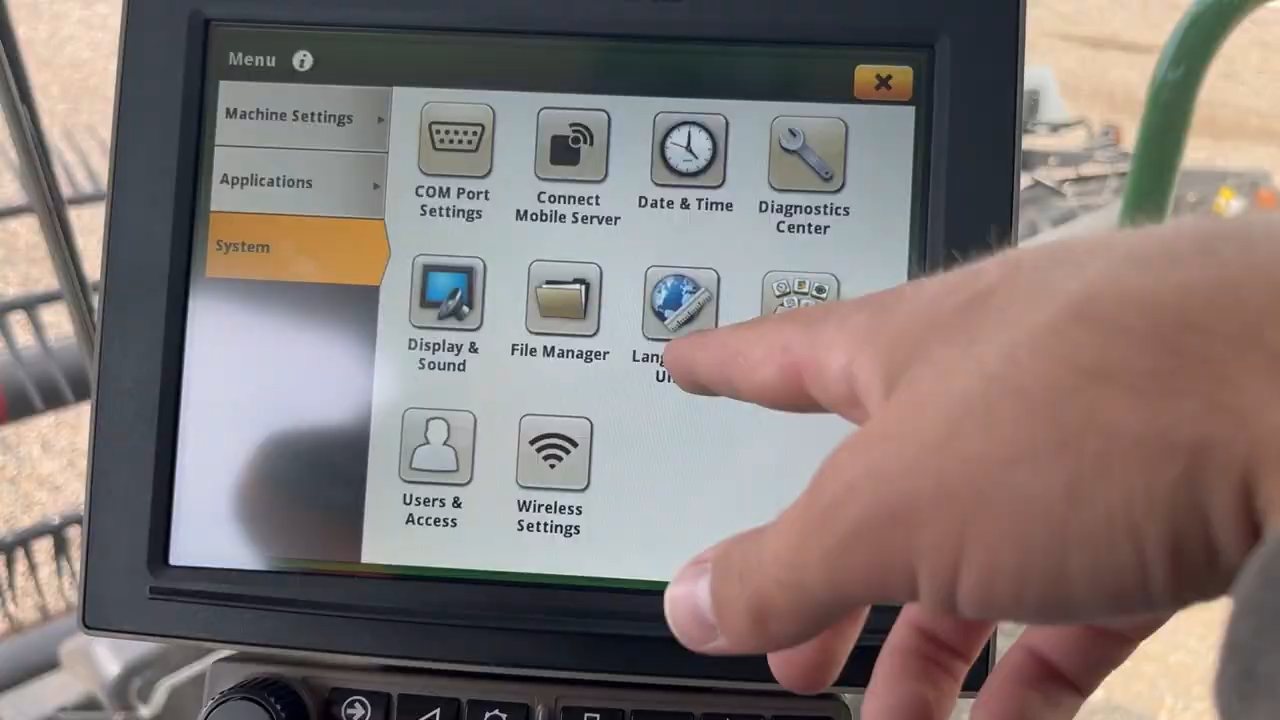 Menu
Machine Settings
Applications
System
COM Port
Settings
Connect
Mobile Server
Date & Time
Diagnostics
Center
Display &
Sound
File Manager
Users &
Access
Wireless
Settings